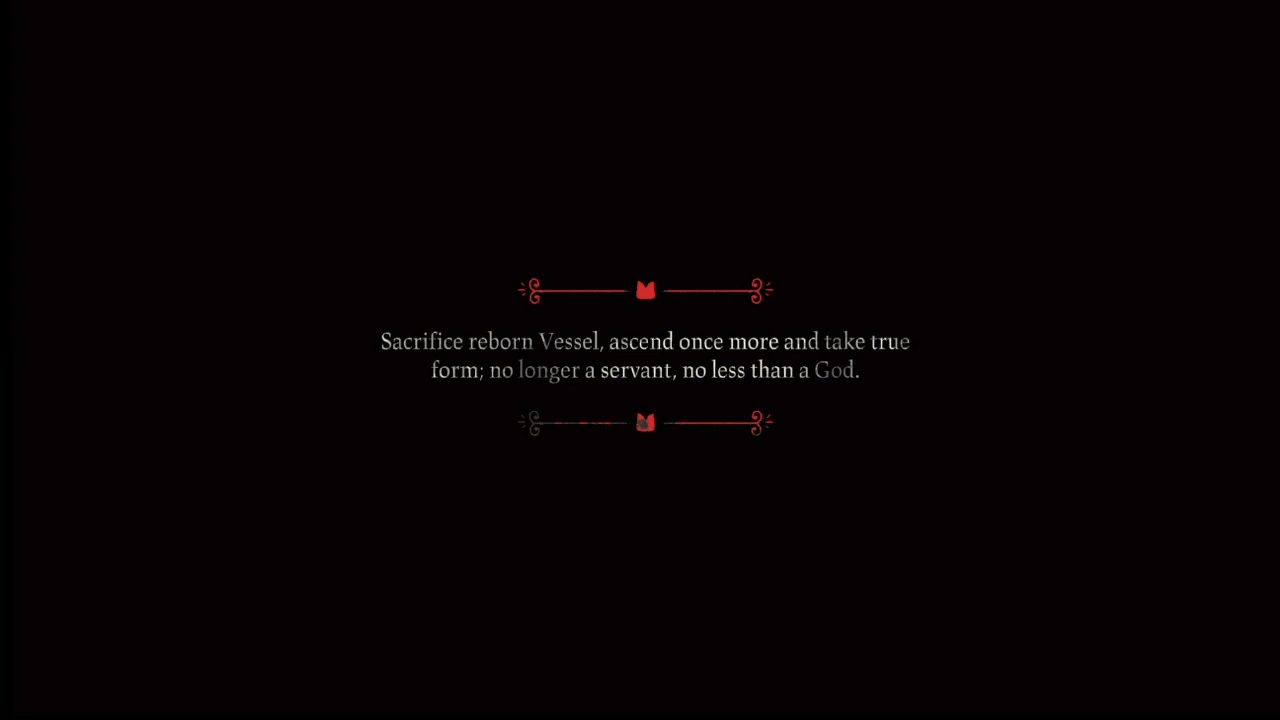 Sacrifice reborn Vessel, ascend once more and take true
form; no longer a servant, no less than a God.